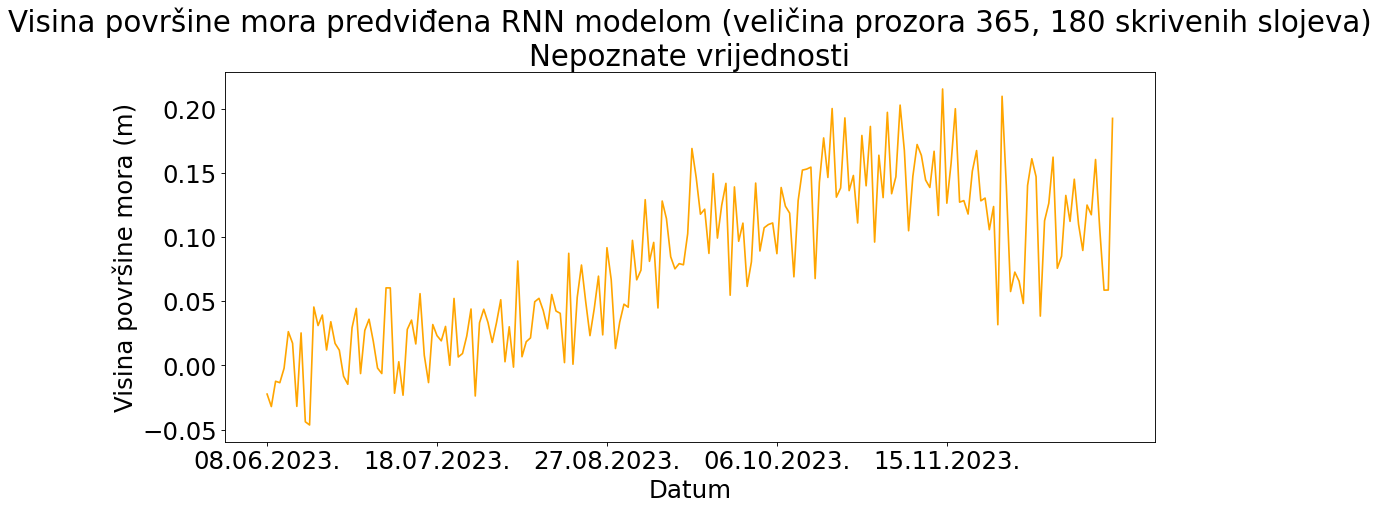 Visina površine mora predviđena RNN modelom (veličina prozora 365, 180 skrivenih slojeva)
Nepoznate vrijednosti
Visina površine mora (m)
0.20
0.15
0.10
0.05
0.00
−0.05
08.06.2023. 18.07.2023. 27.08.2023. 06.10.2023. 15.11.2023.
Datum